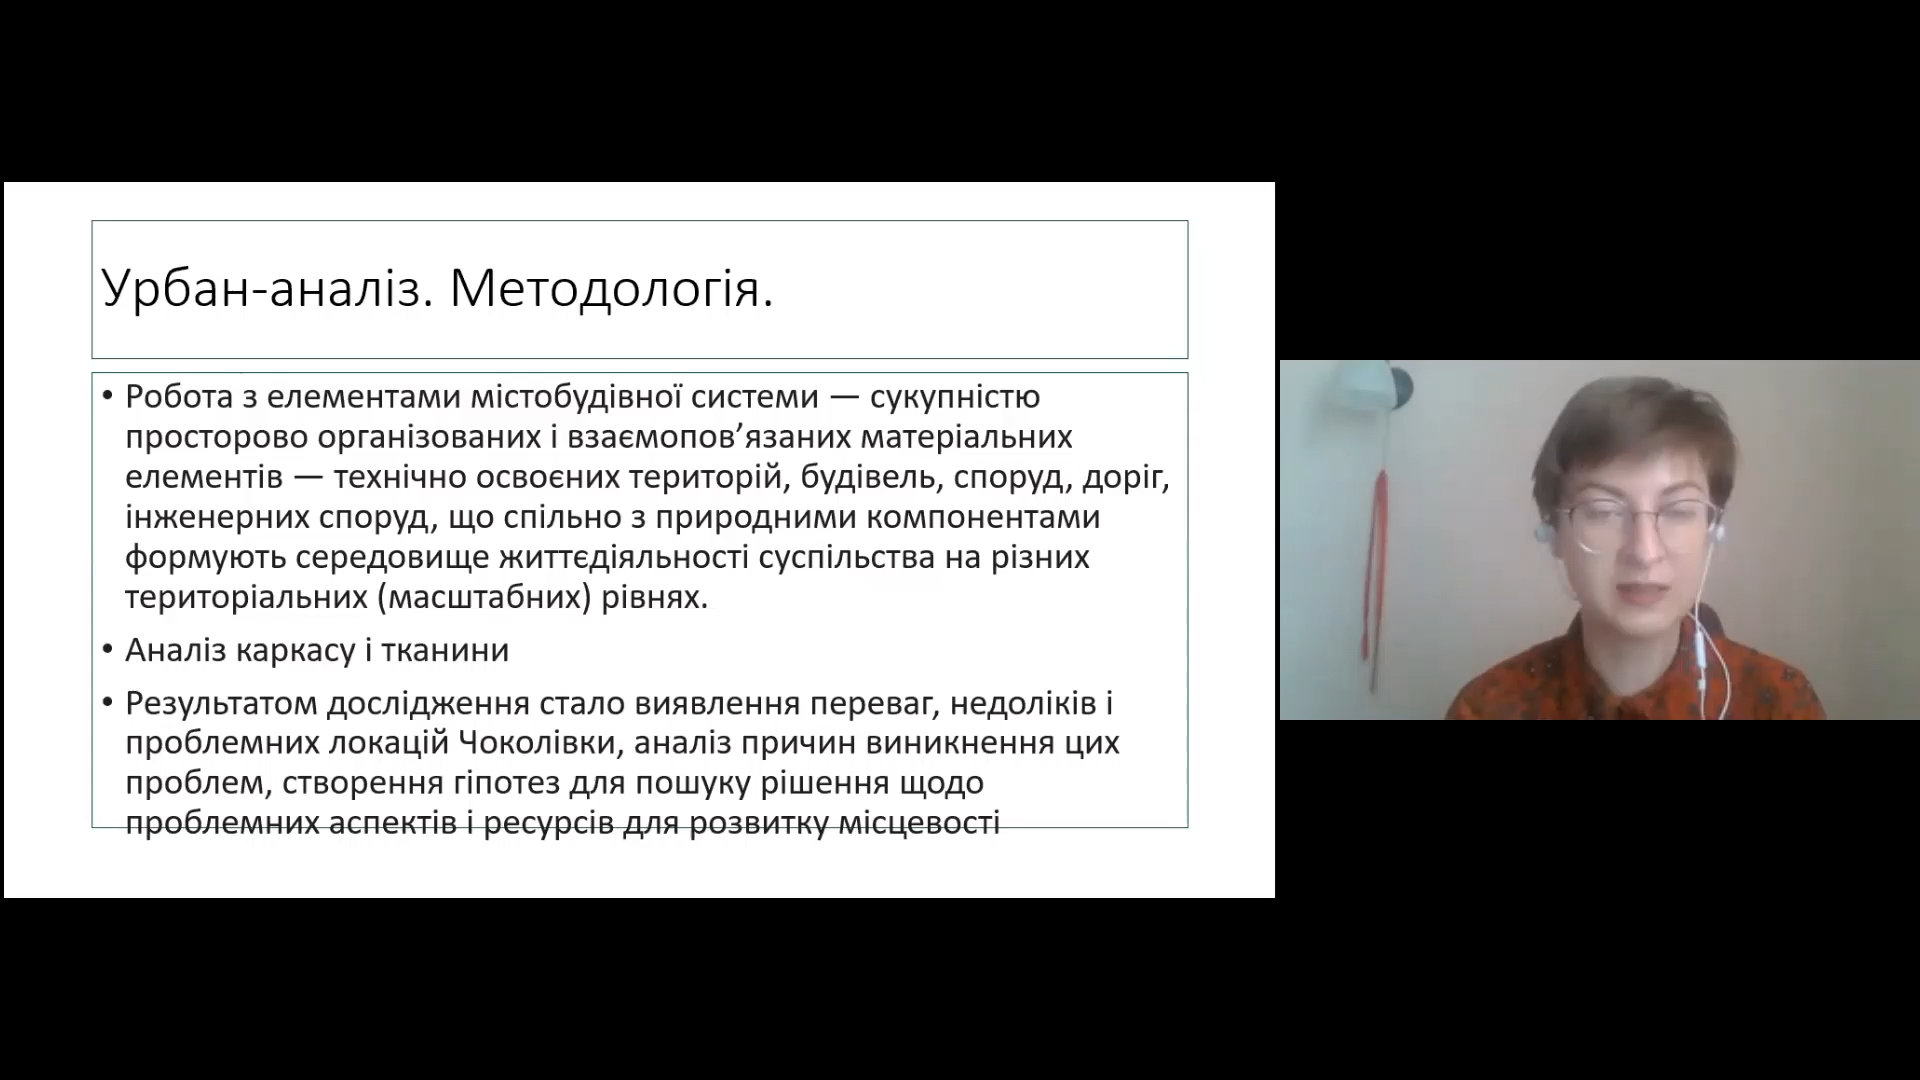 Урбан-аналіз. Методологія.
• Робота з елементами містобудівної системи — сукупністю
просторово організованих і взаємопов’язаних матеріальних
елементів — технічно освоєних територій, будівель, споруд, доріг,
інженерних споруд, що спільно з природними компонентами
формують середовище життєдіяльності суспільства на різних
територіальних (масштабних) рівнях.
• Аналіз каркасу і тканини
• Результатом дослідження стало виявлення переваг, недоліків і
проблемних локацій Чоколівки, аналіз причин виникнення цих
проблем, створення гіпотез для пошуку рішення щодо
проблемних аспектів і ресурсів для розвитку місцевості